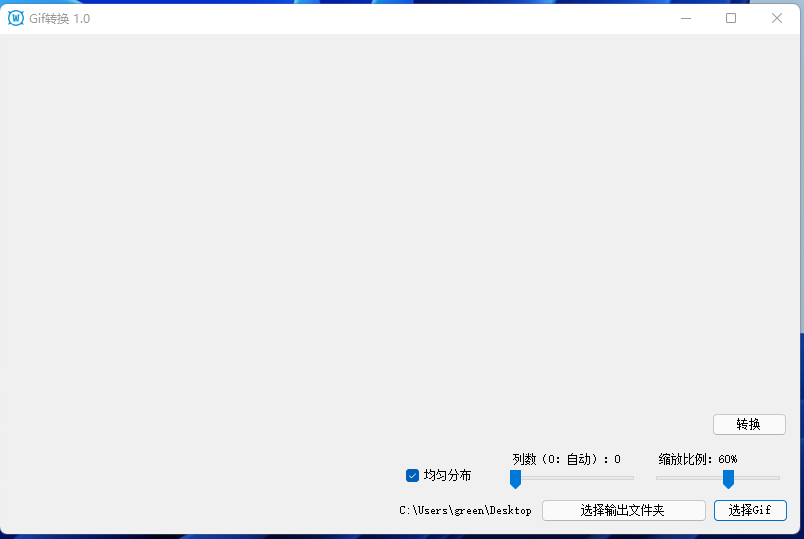 Gif转换 1.0
转换
列数（0：自动）：0
缩放比例：60%
均匀分布
C:\Users\green\Desktop
选择输出文件夹
选择Gif